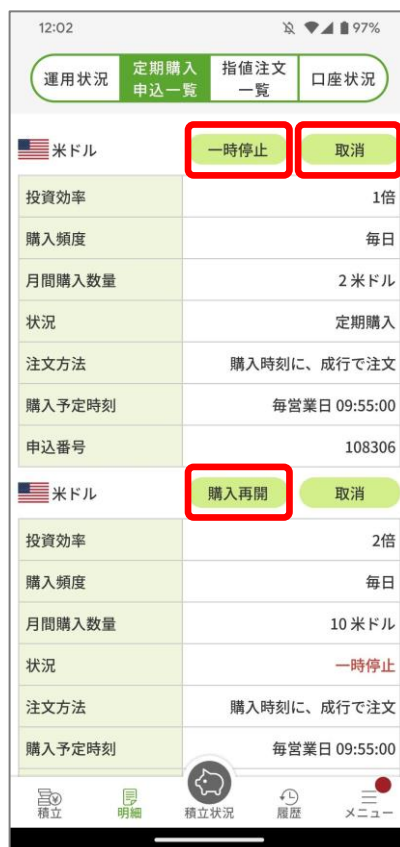 12:02 97%
運用状況 定期購入 申込一覧 指値注文 一覧 口座状況
米ドル 一時停止 取消
投資効率 1倍
購入頻度 毎日
月間購入数量 2 米ドル
状況 定期購入
注文方法 購入時刻に、成行で注文
購入予定時刻 毎営業日 09:55:00
申込番号 108306
米ドル 購入再開 取消
投資効率 2倍
購入頻度 毎日
月間購入数量 10 米ドル
状況 一時停止
注文方法 購入時刻に、成行で注文
購入予定時刻 毎営業日 09:55:00
積立 明細 積立状況 履歴 メニュー